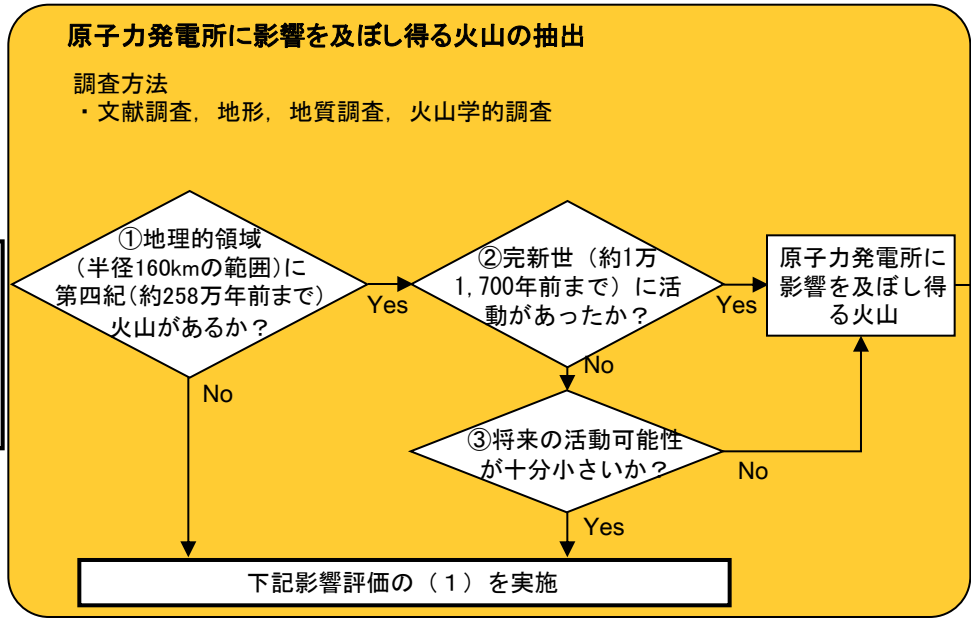 原子力発電所に影響を及ぼし得る火山の抽出
調査方法
・文献調査，地形，地質調査，火山学的調査
①地理的領域
（半径160kmの範囲）に
第四紀（約258万年前まで）
火山があるか？
Yes
No
②完新世（約1万
1,700年前まで）に活
動があったか？
Yes
No
原子力発電所に
影響を及ぼし得
る火山
③将来の活動可能性
が十分小さいか？
No
Yes
下記影響評価の（１）を実施